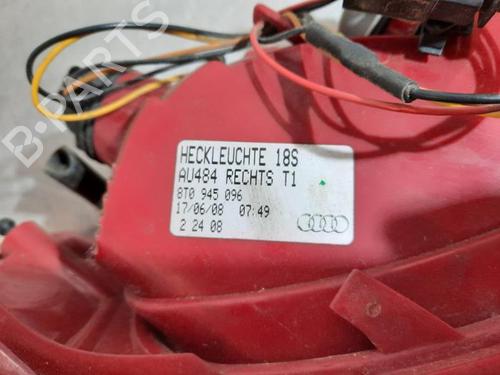 B-PARTS
HECKLEUCHTE 18S
AU484 RECHTS T1
8T0 945 096
17/06/08 07:49
2 24 08